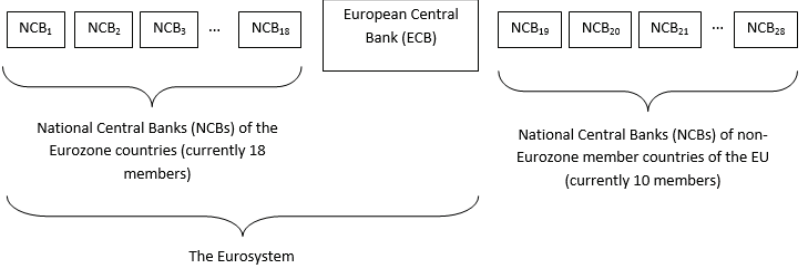 NCB₁
NCB₂
NCB₃
...
NCB₁₈
European Central
Bank (ECB)
NCB₁₉
NCB₂₀
NCB₂₁
...
NCB₂₈
National Central Banks (NCBs) of the
Eurozone countries (currently 18
members)
National Central Banks (NCBs) of non-
Eurozone member countries of the EU
(currently 10 members)
The Eurosystem